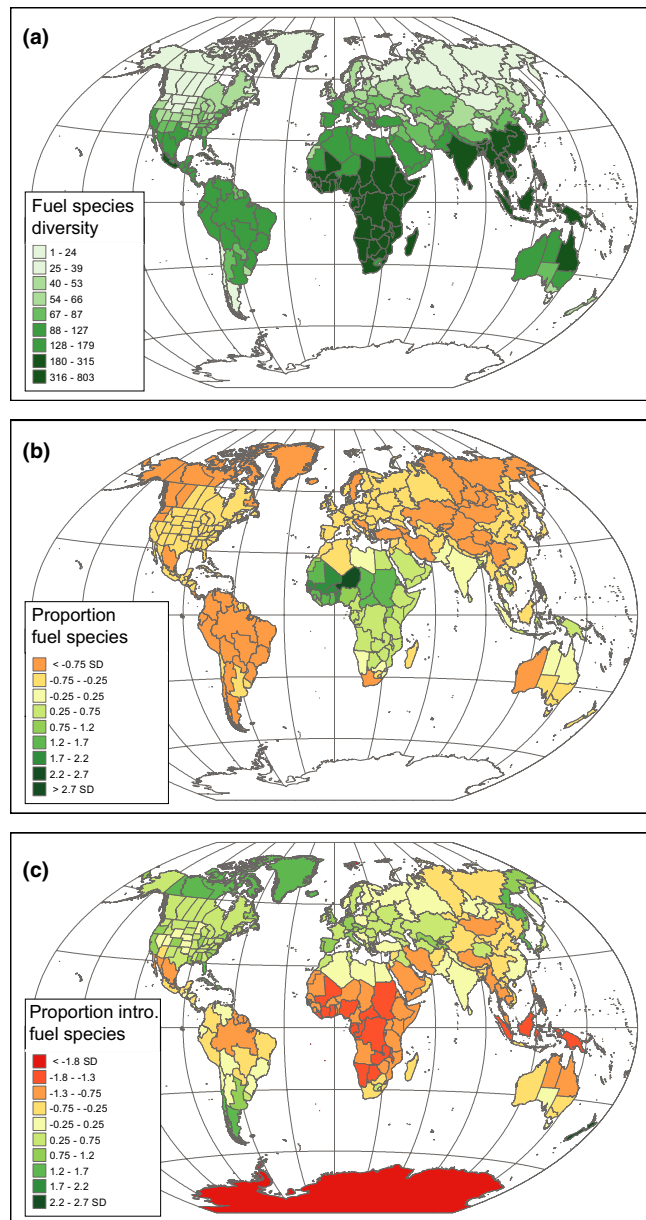 (a)
Fuel species
diversity
1 - 24
25 - 39
40 - 53
54 - 66
67 - 87
88 - 127
128 - 179
180 - 315
316 - 803
(b)
Proportion
fuel species
< -0.75 SD
-0.75 - -0.25
-0.25 - 0.25
0.25 - 0.75
0.75 - 1.2
1.2 - 1.7
1.7 - 2.2
2.2 - 2.7
> 2.7 SD
(c)
Proportion intro.
fuel species
< -1.8 SD
-1.8 - -1.3
-1.3 - -0.75
-0.75 - -0.25
-0.25 - 0.25
0.25 - 0.75
0.75 - 1.2
1.2 - 1.7
1.7 - 2.2
2.2 - 2.7 SD